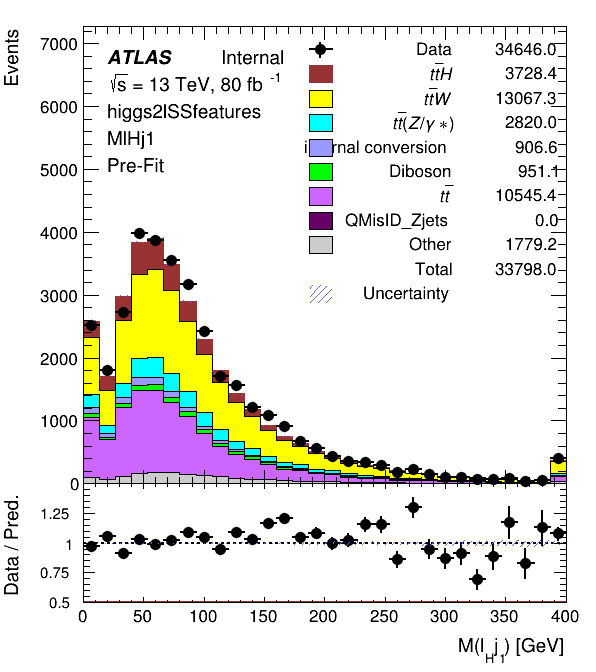 Events
7000
6000
5000
4000
3000
2000
1000
0
ATLAS Internal
√s = 13 TeV, 80 fb⁻¹
higgs2lSSfeatures
MlHj1
Pre-Fit
Data 34646.0
tt̄H 3728.4
tt̄W 13067.3
tt̄(Z/γ*) 2820.0
conversion 906.6
Diboson 951.1
tt̄ 10545.4
QMisID_Zjets 0.0
Other 1779.2
Total 33798.0
Uncertainty
Data / Pred.
1.25
1
0.75
0.5
0 50 100 150 200 250 300 350 400
M(l_H j_1) [GeV]